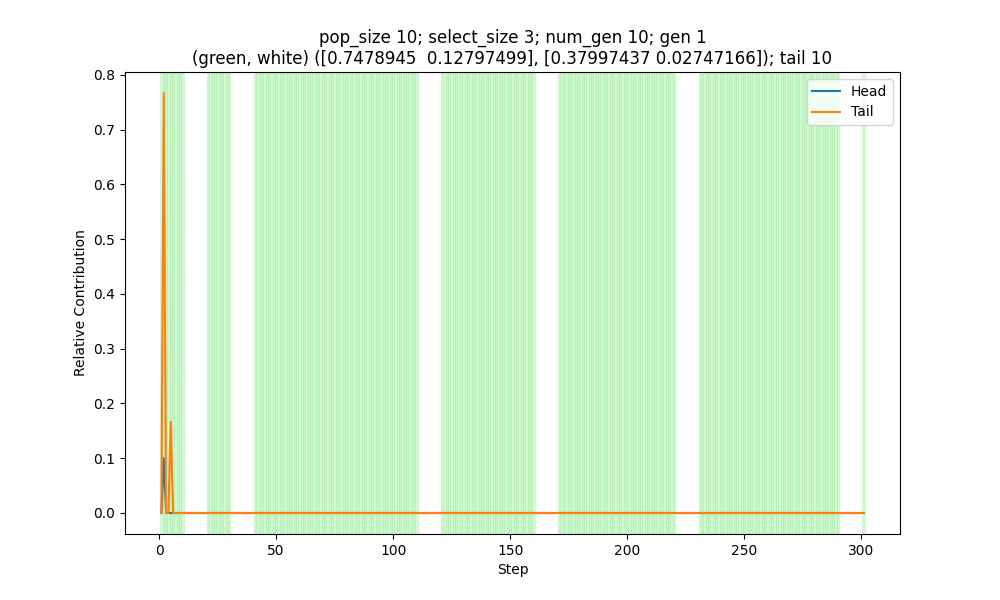 pop_size 10; select_size 3; num_gen 10; gen 1
(green, white) ([0.7478945  0.12797499], [0.37997437 0.02747166]); tail 10
Head
Tail
0.8
0.7
0.6
0.5
0.4
0.3
0.2
0.1
0.0
Relative Contribution
0
50
100
150
200
250
300
Step